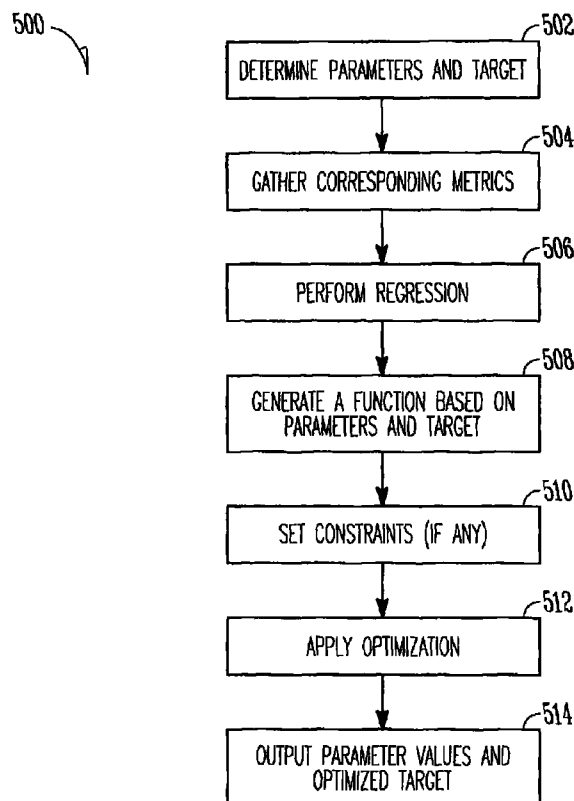 500
502
DETERMINE PARAMETERS AND TARGET
504
GATHER CORRESPONDING METRICS
506
PERFORM REGRESSION
508
GENERATE A FUNCTION BASED ON
PARAMETERS AND TARGET
510
SET CONSTRAINTS (IF ANY)
512
APPLY OPTIMIZATION
514
OUTPUT PARAMETER VALUES AND
OPTIMIZED TARGET